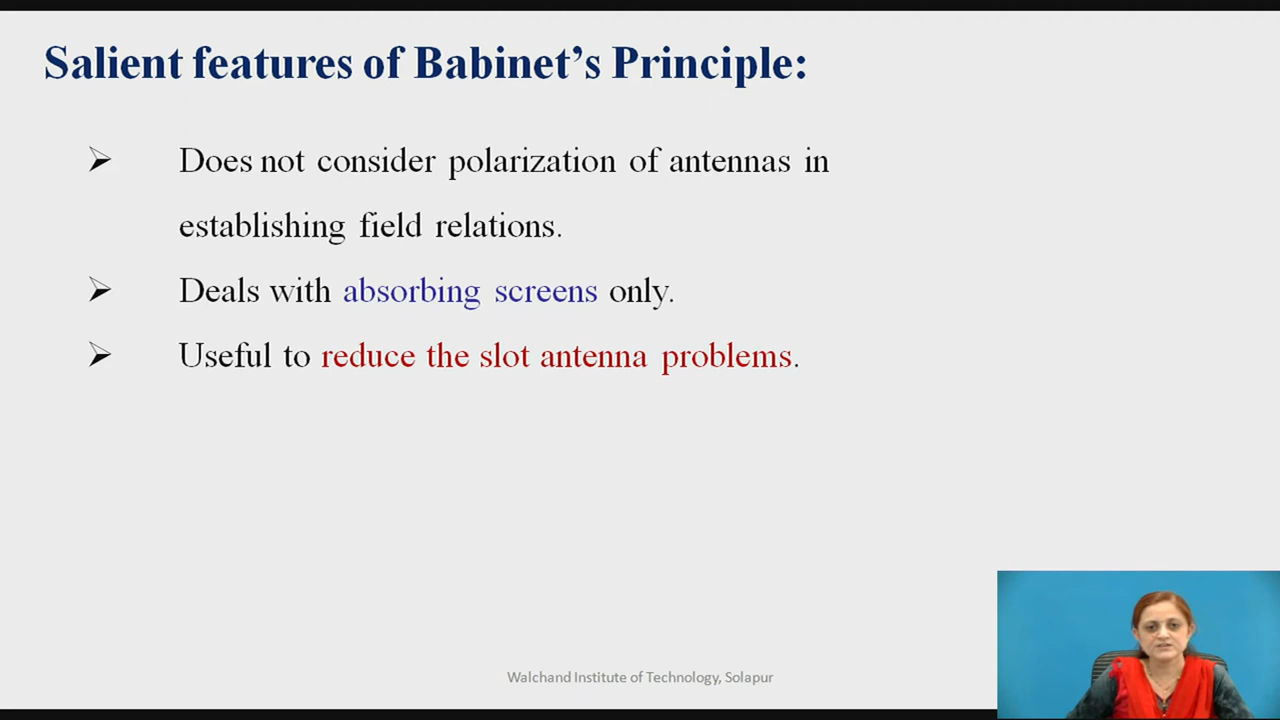 Salient features of Babinet’s Principle:
➢ Does not consider polarization of antennas in
establishing field relations.
➢ Deals with absorbing screens only.
➢ Useful to reduce the slot antenna problems.
Walchand Institute of Technology, Solapur